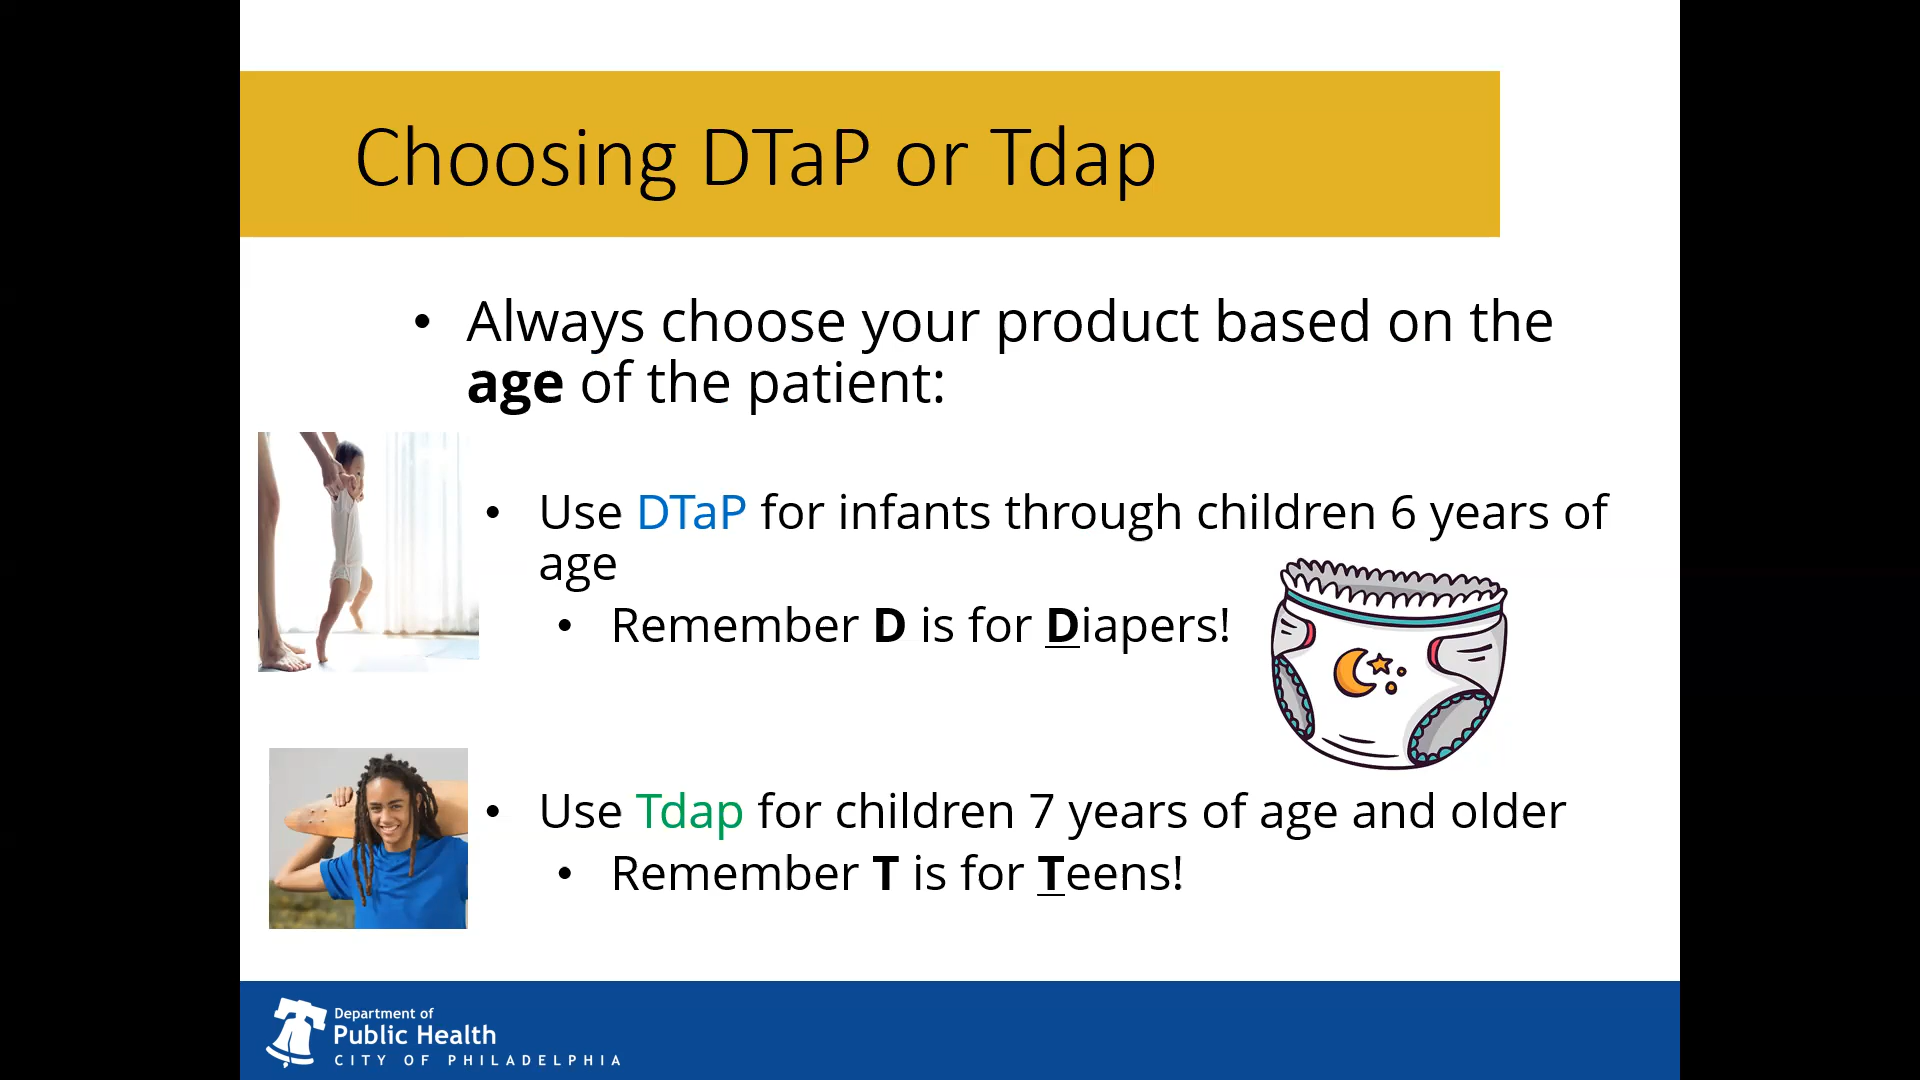 Choosing DTaP or Tdap
• Always choose your product based on the
age of the patient:
• Use DTaP for infants through children 6 years of
age
• Remember D is for Diapers!
• Use Tdap for children 7 years of age and older
• Remember T is for Teens!
Department of
Public Health
CITY OF PHILADELPHIA